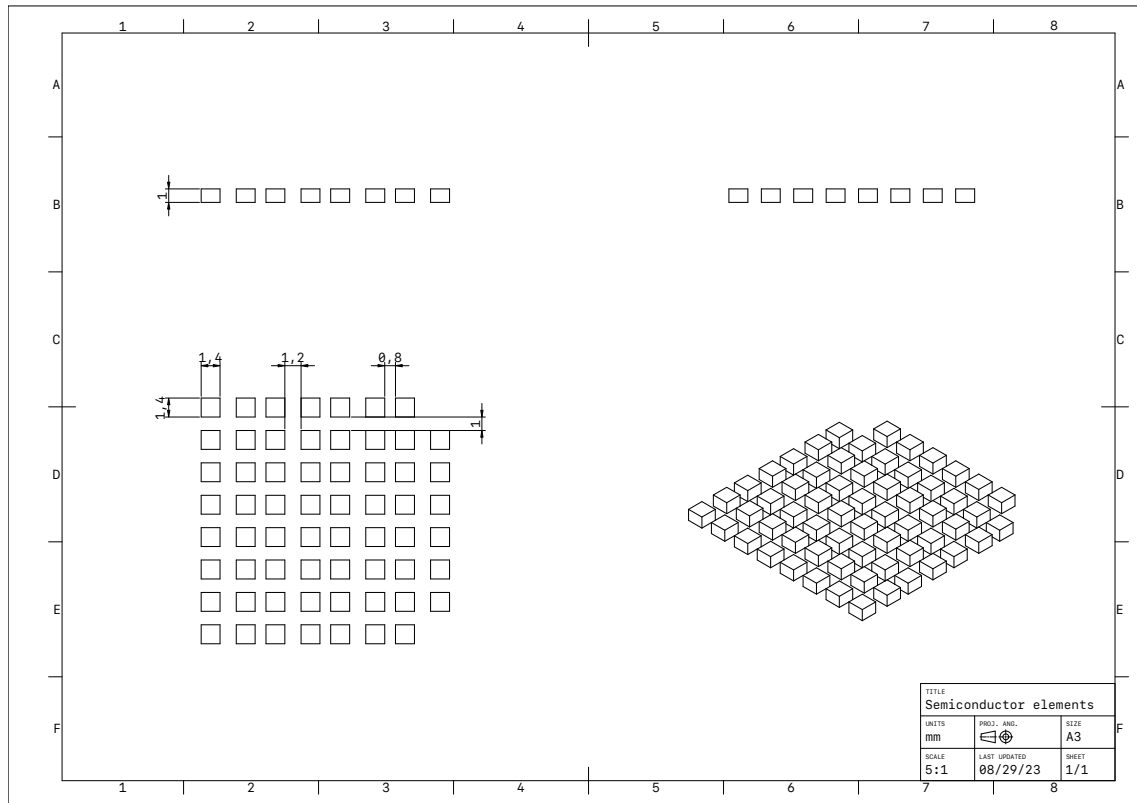 1 2 3 4 5 6 7 8
A A
B B
1
C C
1,4 1,2 0,8
1,4
1
D D
E E
TITLE
Semiconductor elements
UNITS PROJ. ANG. SIZE
mm A3
F F
SCALE LAST UPDATED SHEET
5:1 08/29/23 1/1
1 2 3 4 5 6 7 8